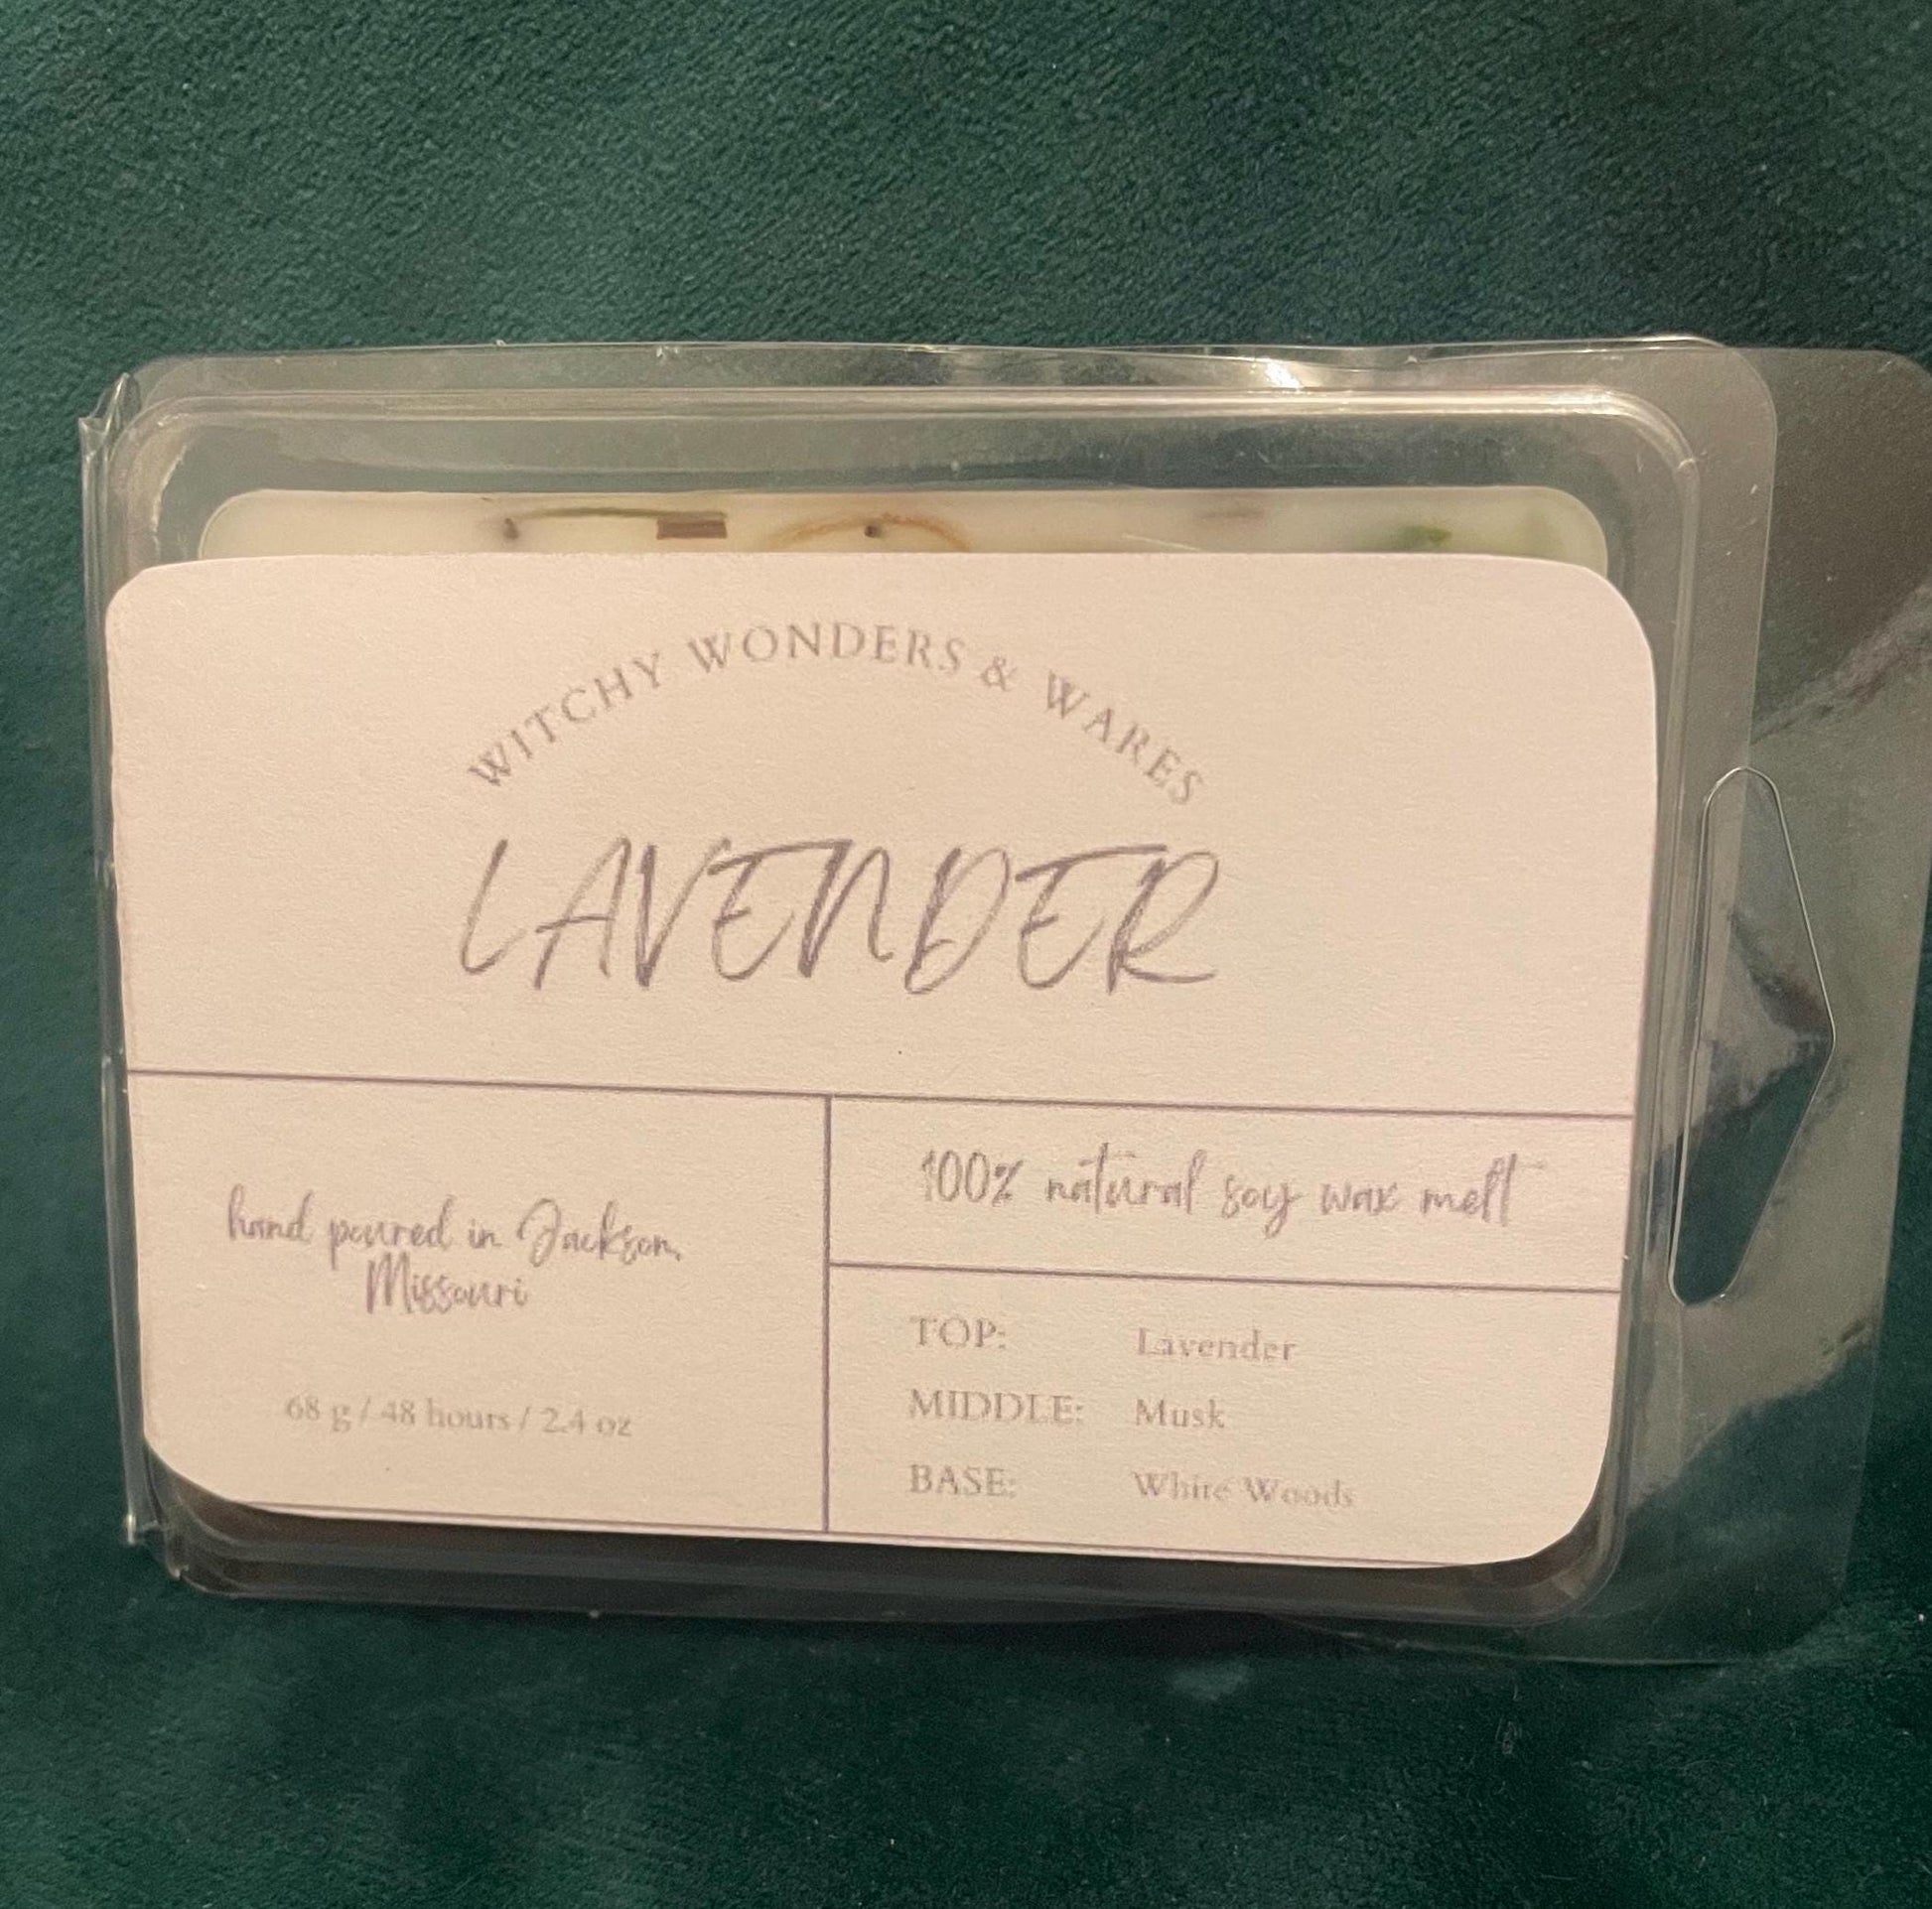 WITCHY WONDERS & WARES
LAVENDER
hand poured in Jackson,
Missouri
68 g / 48 hours / 2.4 oz
100% natural soy wax melt
TOP: Lavender
MIDDLE: Musk
BASE: White Woods